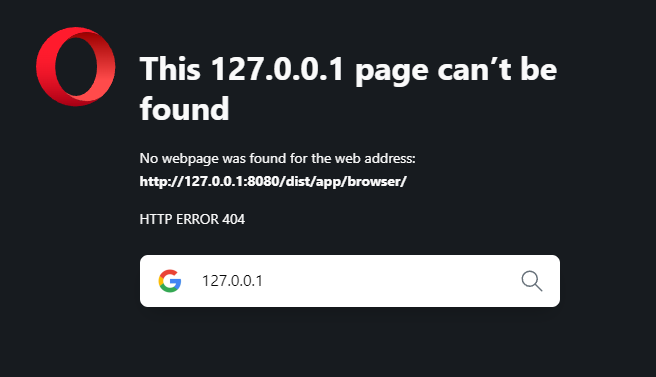 This 127.0.0.1 page can’t be
found
No webpage was found for the web address:
http://127.0.0.1:8080/dist/app/browser/
HTTP ERROR 404
127.0.0.1